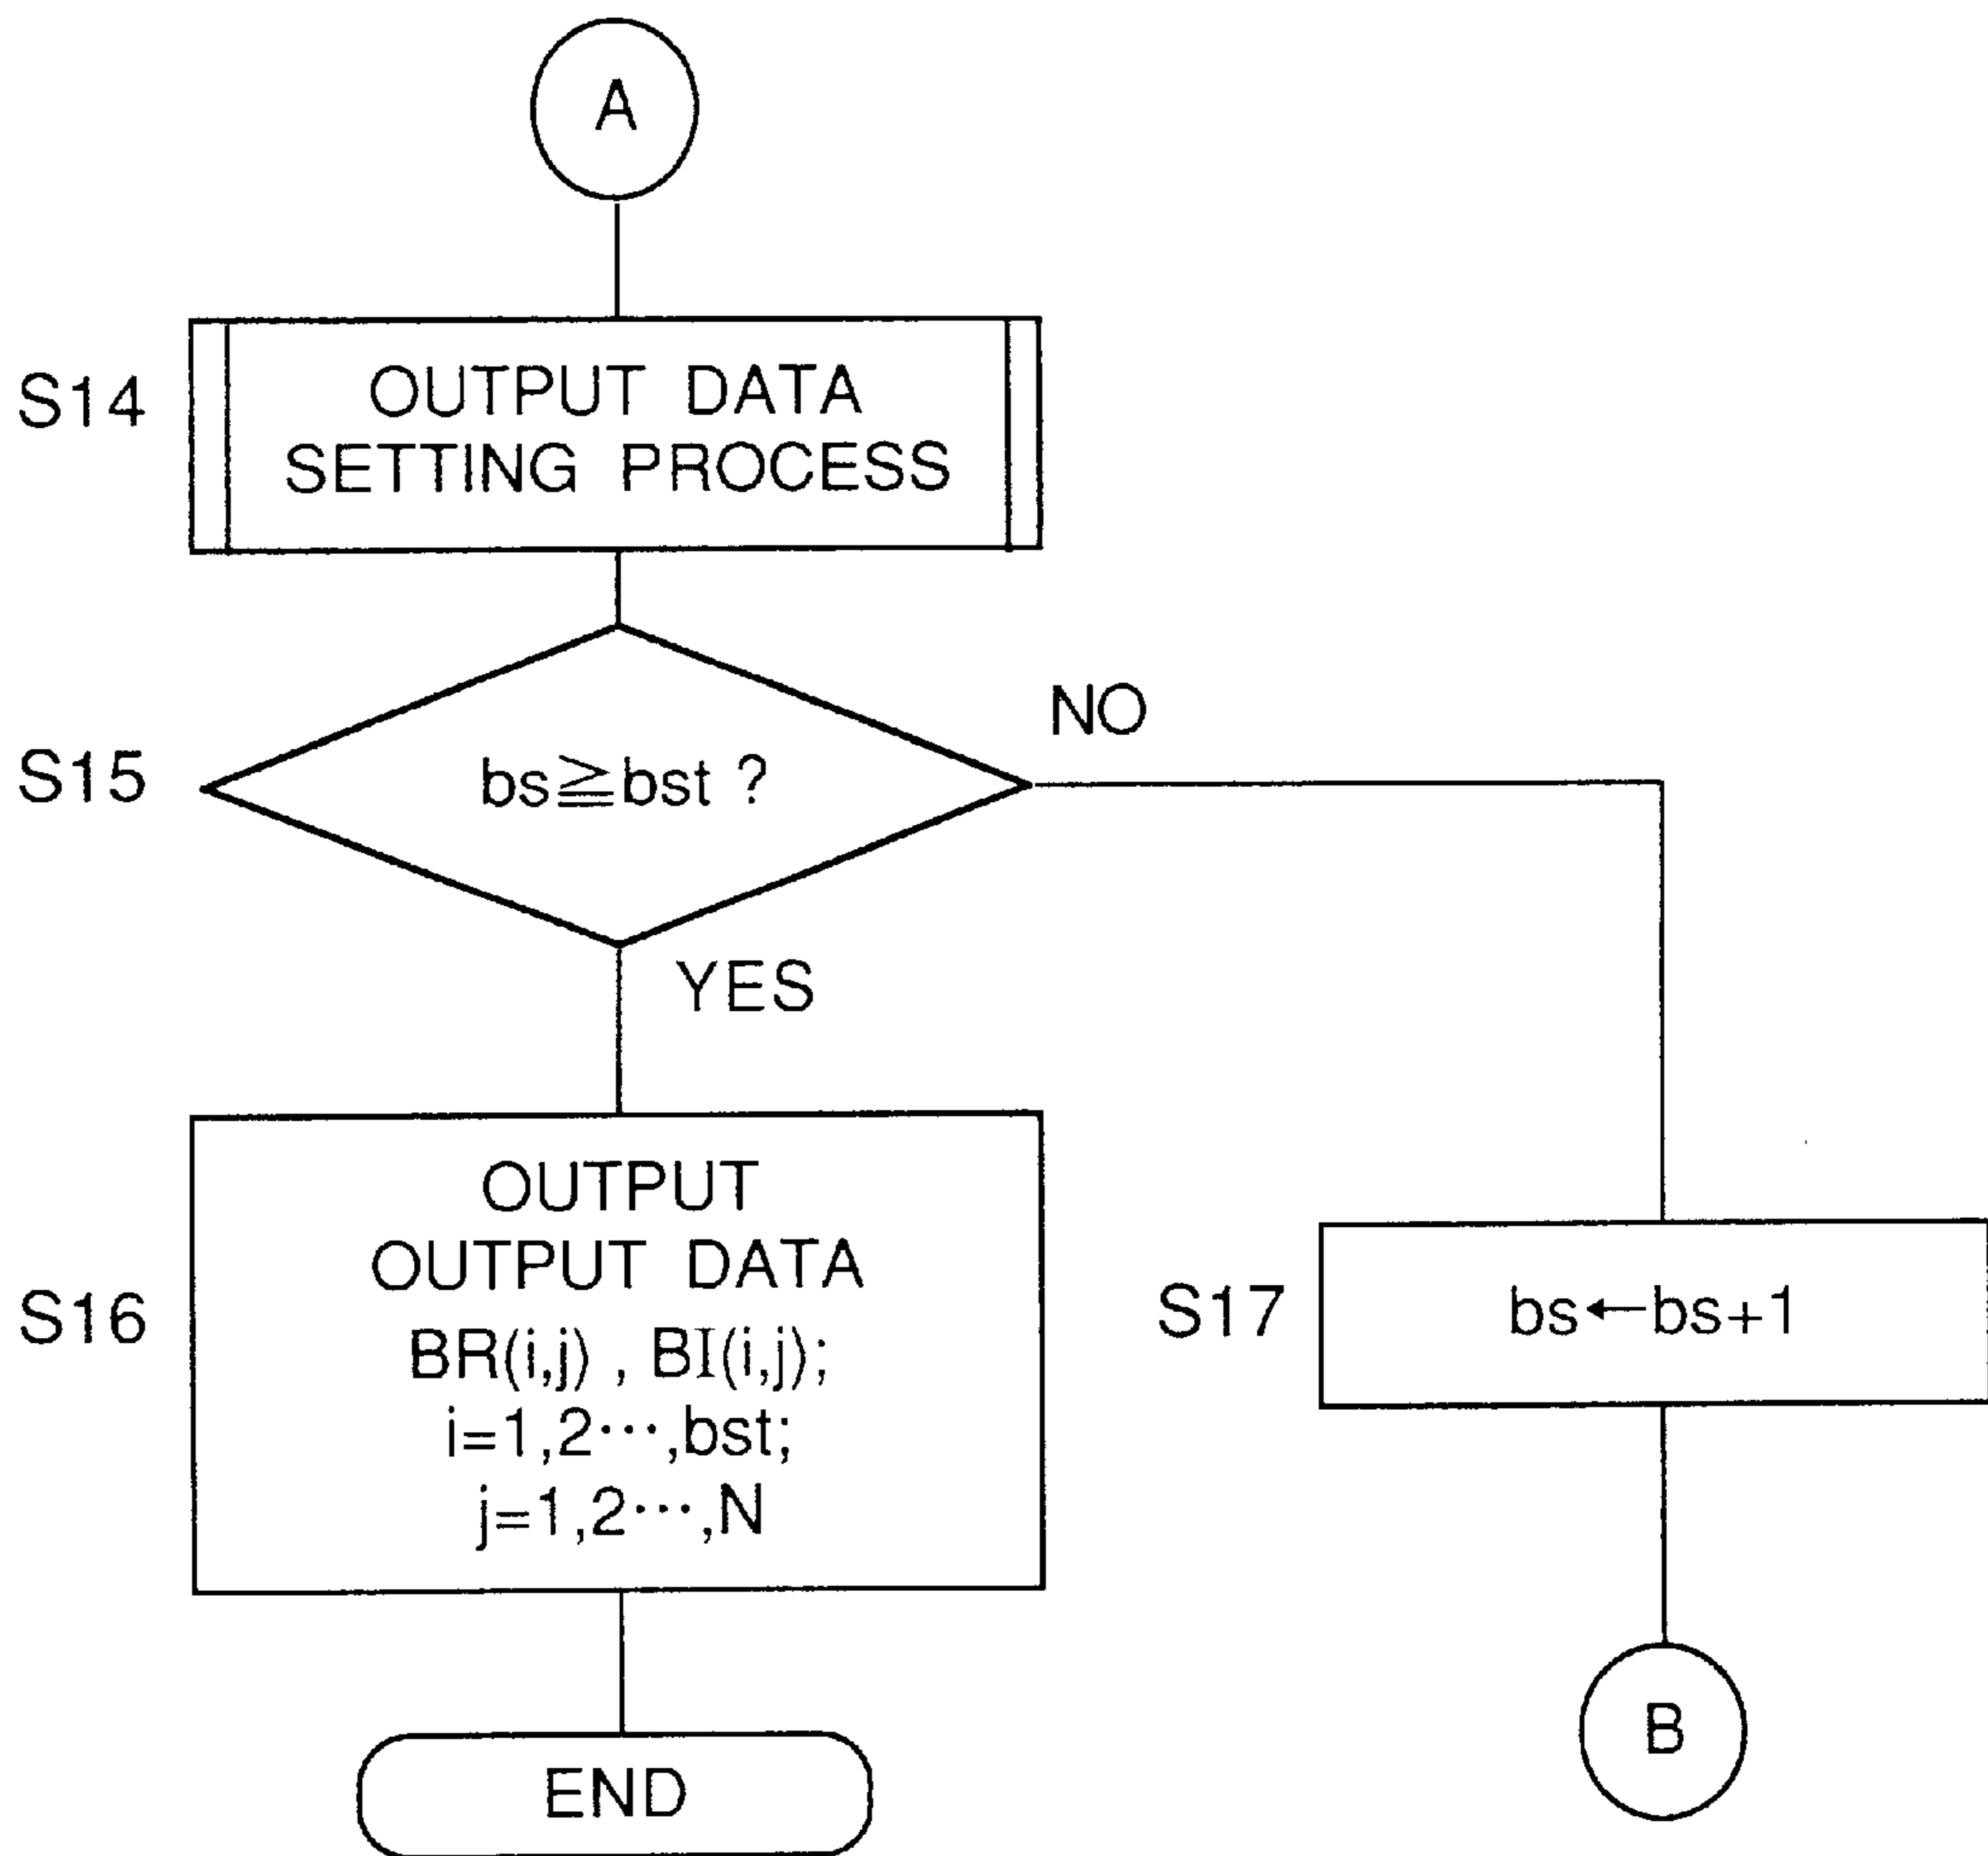 A
S14
OUTPUT DATA
SETTING PROCESS
S15
bs≧bst ?
NO
YES
S16
OUTPUT
OUTPUT DATA
BR(i,j) , BI(i,j);
i=1,2⋯,bst;
j=1,2⋯,N
S17
bs←bs+1
B
END